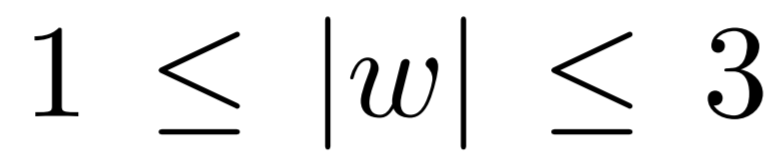 1 ≤ |w| ≤ 3